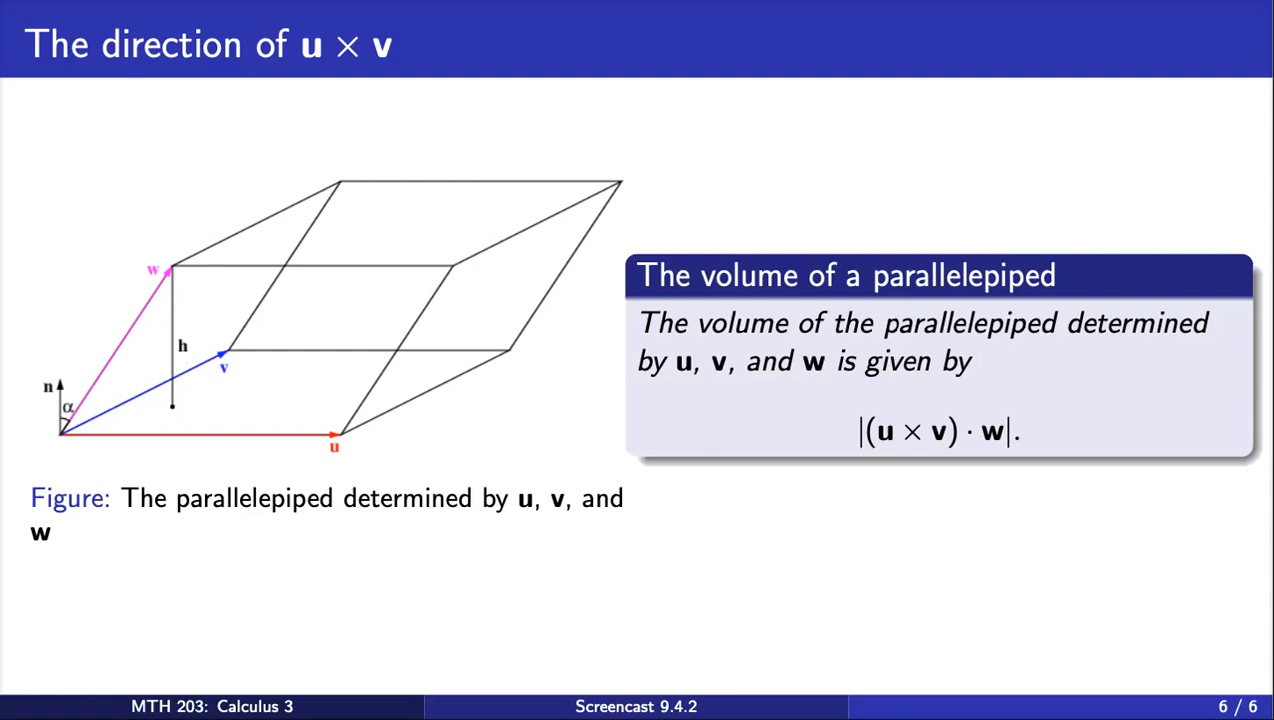 The direction of u × v
w
h
v
n
α
u
Figure: The parallelepiped determined by u, v, and
w
The volume of a parallelepiped
The volume of the parallelepiped determined
by u, v, and w is given by
|(u × v) · w|.
MTH 203: Calculus 3
Screencast 9.4.2
6 / 6